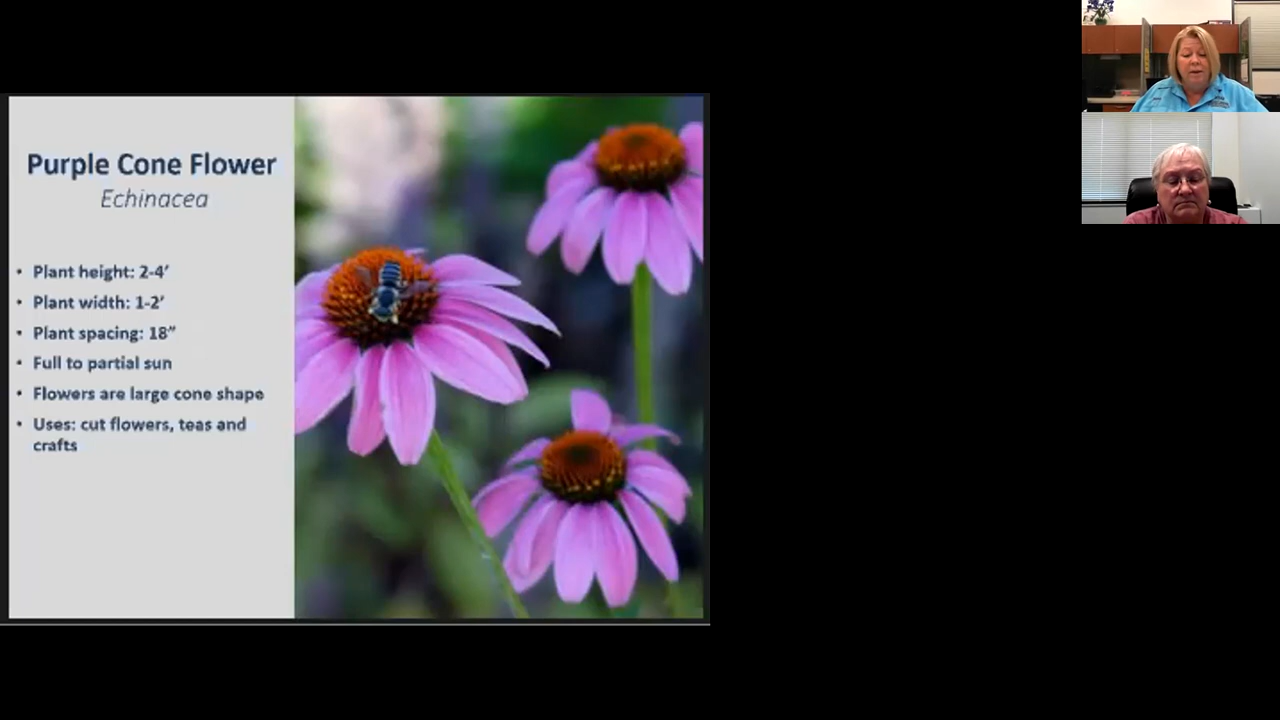 Purple Cone Flower
Echinacea
• Plant height: 2-4’
• Plant width: 1-2’
• Plant spacing: 18”
• Full to partial sun
• Flowers are large cone shape
• Uses: cut flowers, teas and
crafts